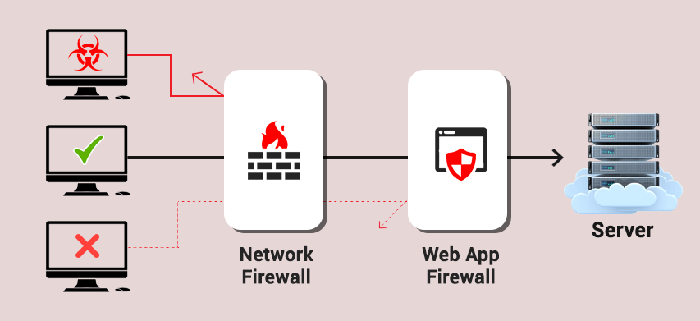 Network
Firewall
Web App
Firewall
Server